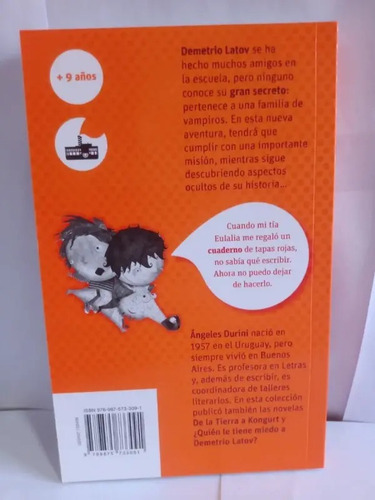 + 9 años
Demetrio Latov se ha
hecho muchos amigos en
la escuela, pero ninguno
conoce su gran secreto:
pertenece a una familia de
vampiros. En esta nueva
aventura, tendrá que
cumplir con una importante
misión, mientras sigue
descubriendo aspectos
ocultos de su historia...
Cuando mi tía
Eulalia me regaló un
cuaderno de tapas rojas,
no sabía qué escribir.
Ahora no puedo dejar
de hacerlo.
Ángeles Durini nació en
1957 en el Uruguay, pero
siempre vivió en Buenos
Aires. Es profesora en Letras
y, además de escribir, es
coordinadora de talleres
literarios. En esta colección
publicó también las novelas
De la Tierra a Kongurt y
¿Quién le tiene miedo a
Demetrio Latov?